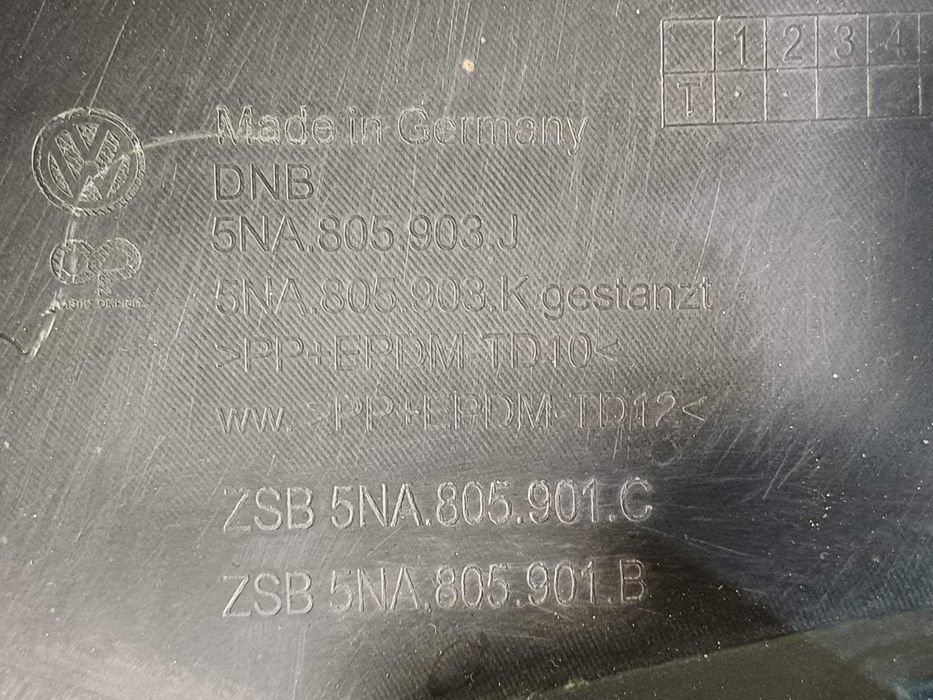 1 2 3 4
T
Made in Germany
DNB
5NA.805.903.J
5NA.805.903.K gestanzt
>PP+EPDM-TD10<
ww. >PP+EPDM-TD12<
ZSB 5NA.805.901.C
ZSB 5NA.805.901.B